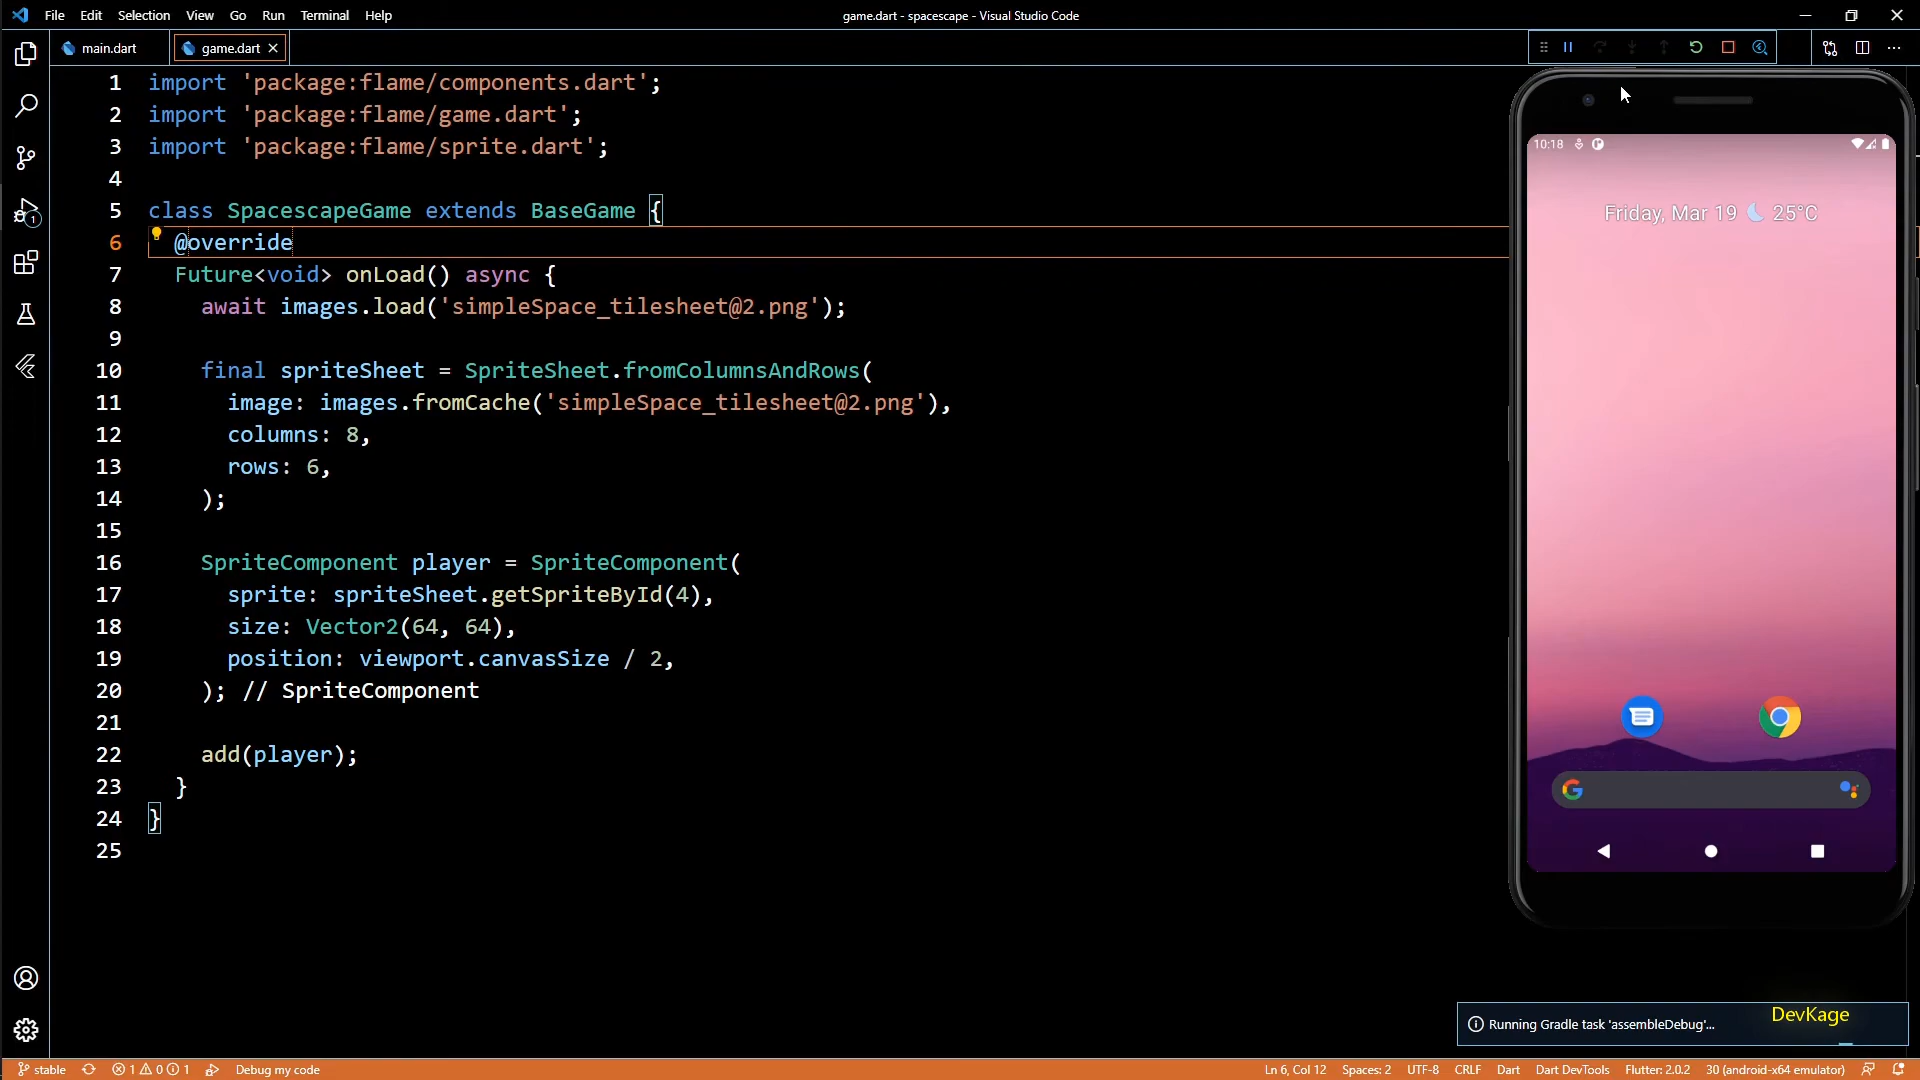 File Edit Selection View Go Run Terminal Help
game.dart - spacescape - Visual Studio Code
main.dart
game.dart
1 import 'package:flame/components.dart';
2 import 'package:flame/game.dart';
3 import 'package:flame/sprite.dart';
4
5 class SpacescapeGame extends BaseGame {
6 @override
7 Future<void> onLoad() async {
8 await images.load('simpleSpace_tilesheet@2.png');
9
10 final spriteSheet = SpriteSheet.fromColumnsAndRows(
11 image: images.fromCache('simpleSpace_tilesheet@2.png'),
12 columns: 8,
13 rows: 6,
14 );
15
16 SpriteComponent player = SpriteComponent(
17 sprite: spriteSheet.getSpriteById(4),
18 size: Vector2(64, 64),
19 position: viewport.canvasSize / 2,
20 ); // SpriteComponent
21
22 add(player);
23 }
24 }
25
1
10:18
Friday, Mar 19 25°C
DevKage
Running Gradle task 'assembleDebug'...
stable 1 0 1 Debug my code Ln 6, Col 12 Spaces: 2 UTF-8 CRLF Dart Dart DevTools Flutter: 2.0.2 30 (android-x64 emulator)